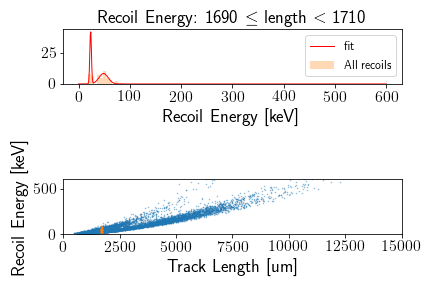 Recoil Energy: 1690 ≤ length < 1710
25
0
fit
All recoils
0 100 200 300 400 500 600
Recoil Energy [keV]
Recoil Energy [keV]
500
0
0 2500 5000 7500 10000 12500 15000
Track Length [um]